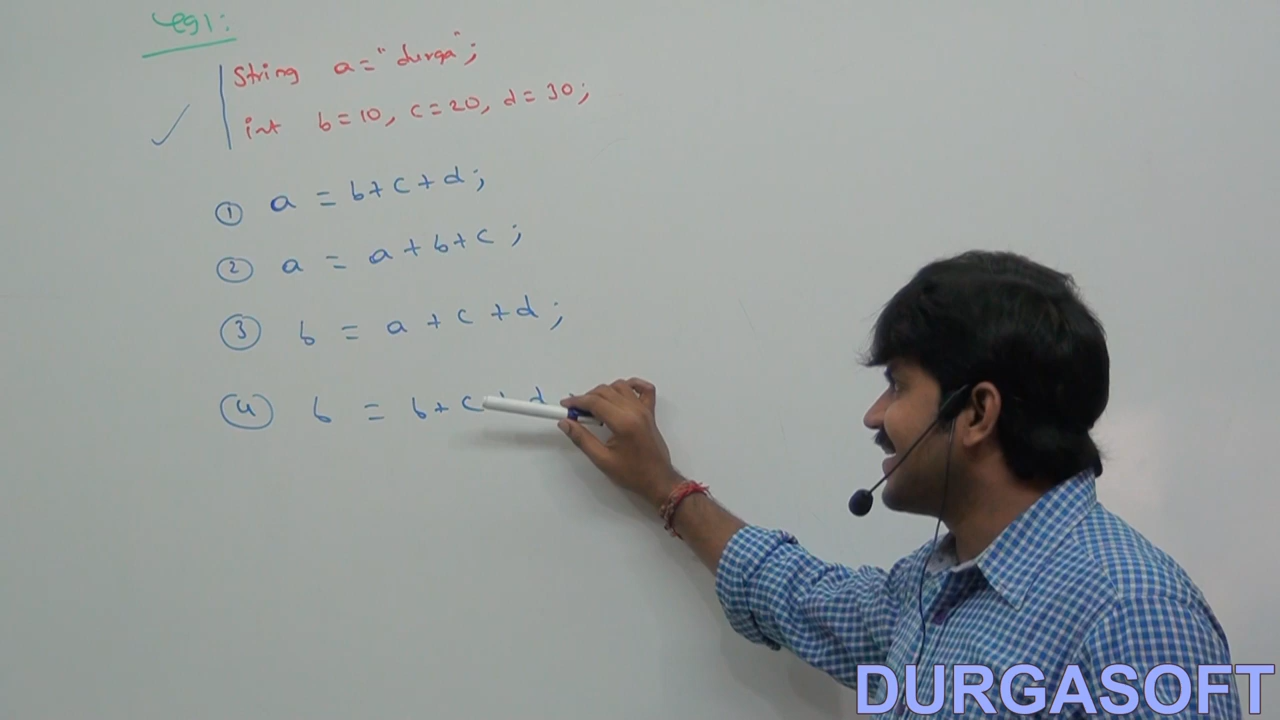 eg1:
String a = "durga";
int b = 10, c = 20, d = 30;
① a = b + c + d;
② a = a + b + c;
③ b = a + c + d;
④ b = b + c + d
DURGASOFT